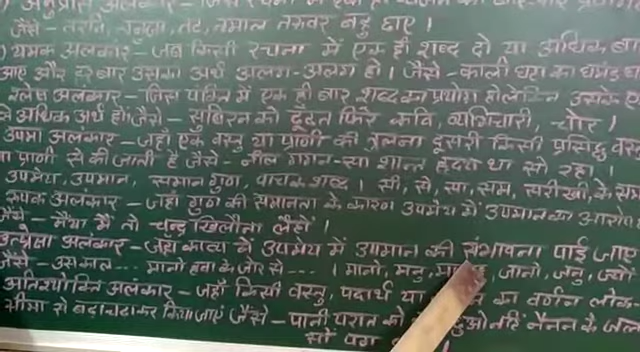 अनुप्रास अलंकार –
जैसे – तरनि, तनूजा, तट, तमाल तरुवर बहु छाए।
यमक अलंकार – जब किसी रचना में एक ही शब्द दो या अधिक बा
आए और हर बार उसका अर्थ अलग-अलग हो। जैसे – काली घटा का घमंड घ
श्लेष अलंकार – जिस पंक्ति में एक ही बार शब्द का प्रयोग हो लेकिन उसके ए
से अधिक अर्थ हो। जैसे – सुबरन को ढूँढत फिरे कवि, व्यभिचारी, चोर।
उपमा अलंकार – जहाँ एक वस्तु या प्राणी की तुलना दूसरी किसी प्रसिद्ध वस्तु
या प्राणी से की जाती है जैसे – नील गगन-सा शान्त हृदय था सो रहा।
उपमेय, उपमान, समान गुण, वाचक शब्द। सी, से, सा, सम, सरीखी के सा
रूपक अलंकार – जहाँ गुण की समानता के कारण उपमेय में उपमान का आरोप
जैसे – मैया मैं तो चन्द्र खिलौना लैहों।
उत्प्रेक्षा अलंकार – जहाँ काव्य में उपमेय में उपमान की संभावना पाई जाए
जैसे – उस काल ... मानो हवा के जोर से ...। मानो, मनु, जानो, जनु, ज्यों
अतिशयोक्ति अलंकार – जहाँ किसी वस्तु, पदार्थ या का वर्णन लोक
सीमा से बढ़ाचढ़ाकर किया जाए जैसे – पानी परात को नहिं नैनन के जल
सों पग